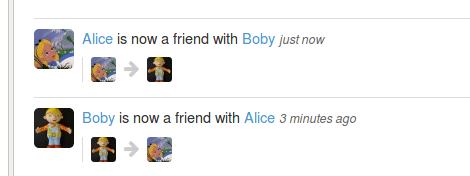 Alice is now a friend with Boby just now
Boby is now a friend with Alice 3 minutes ago